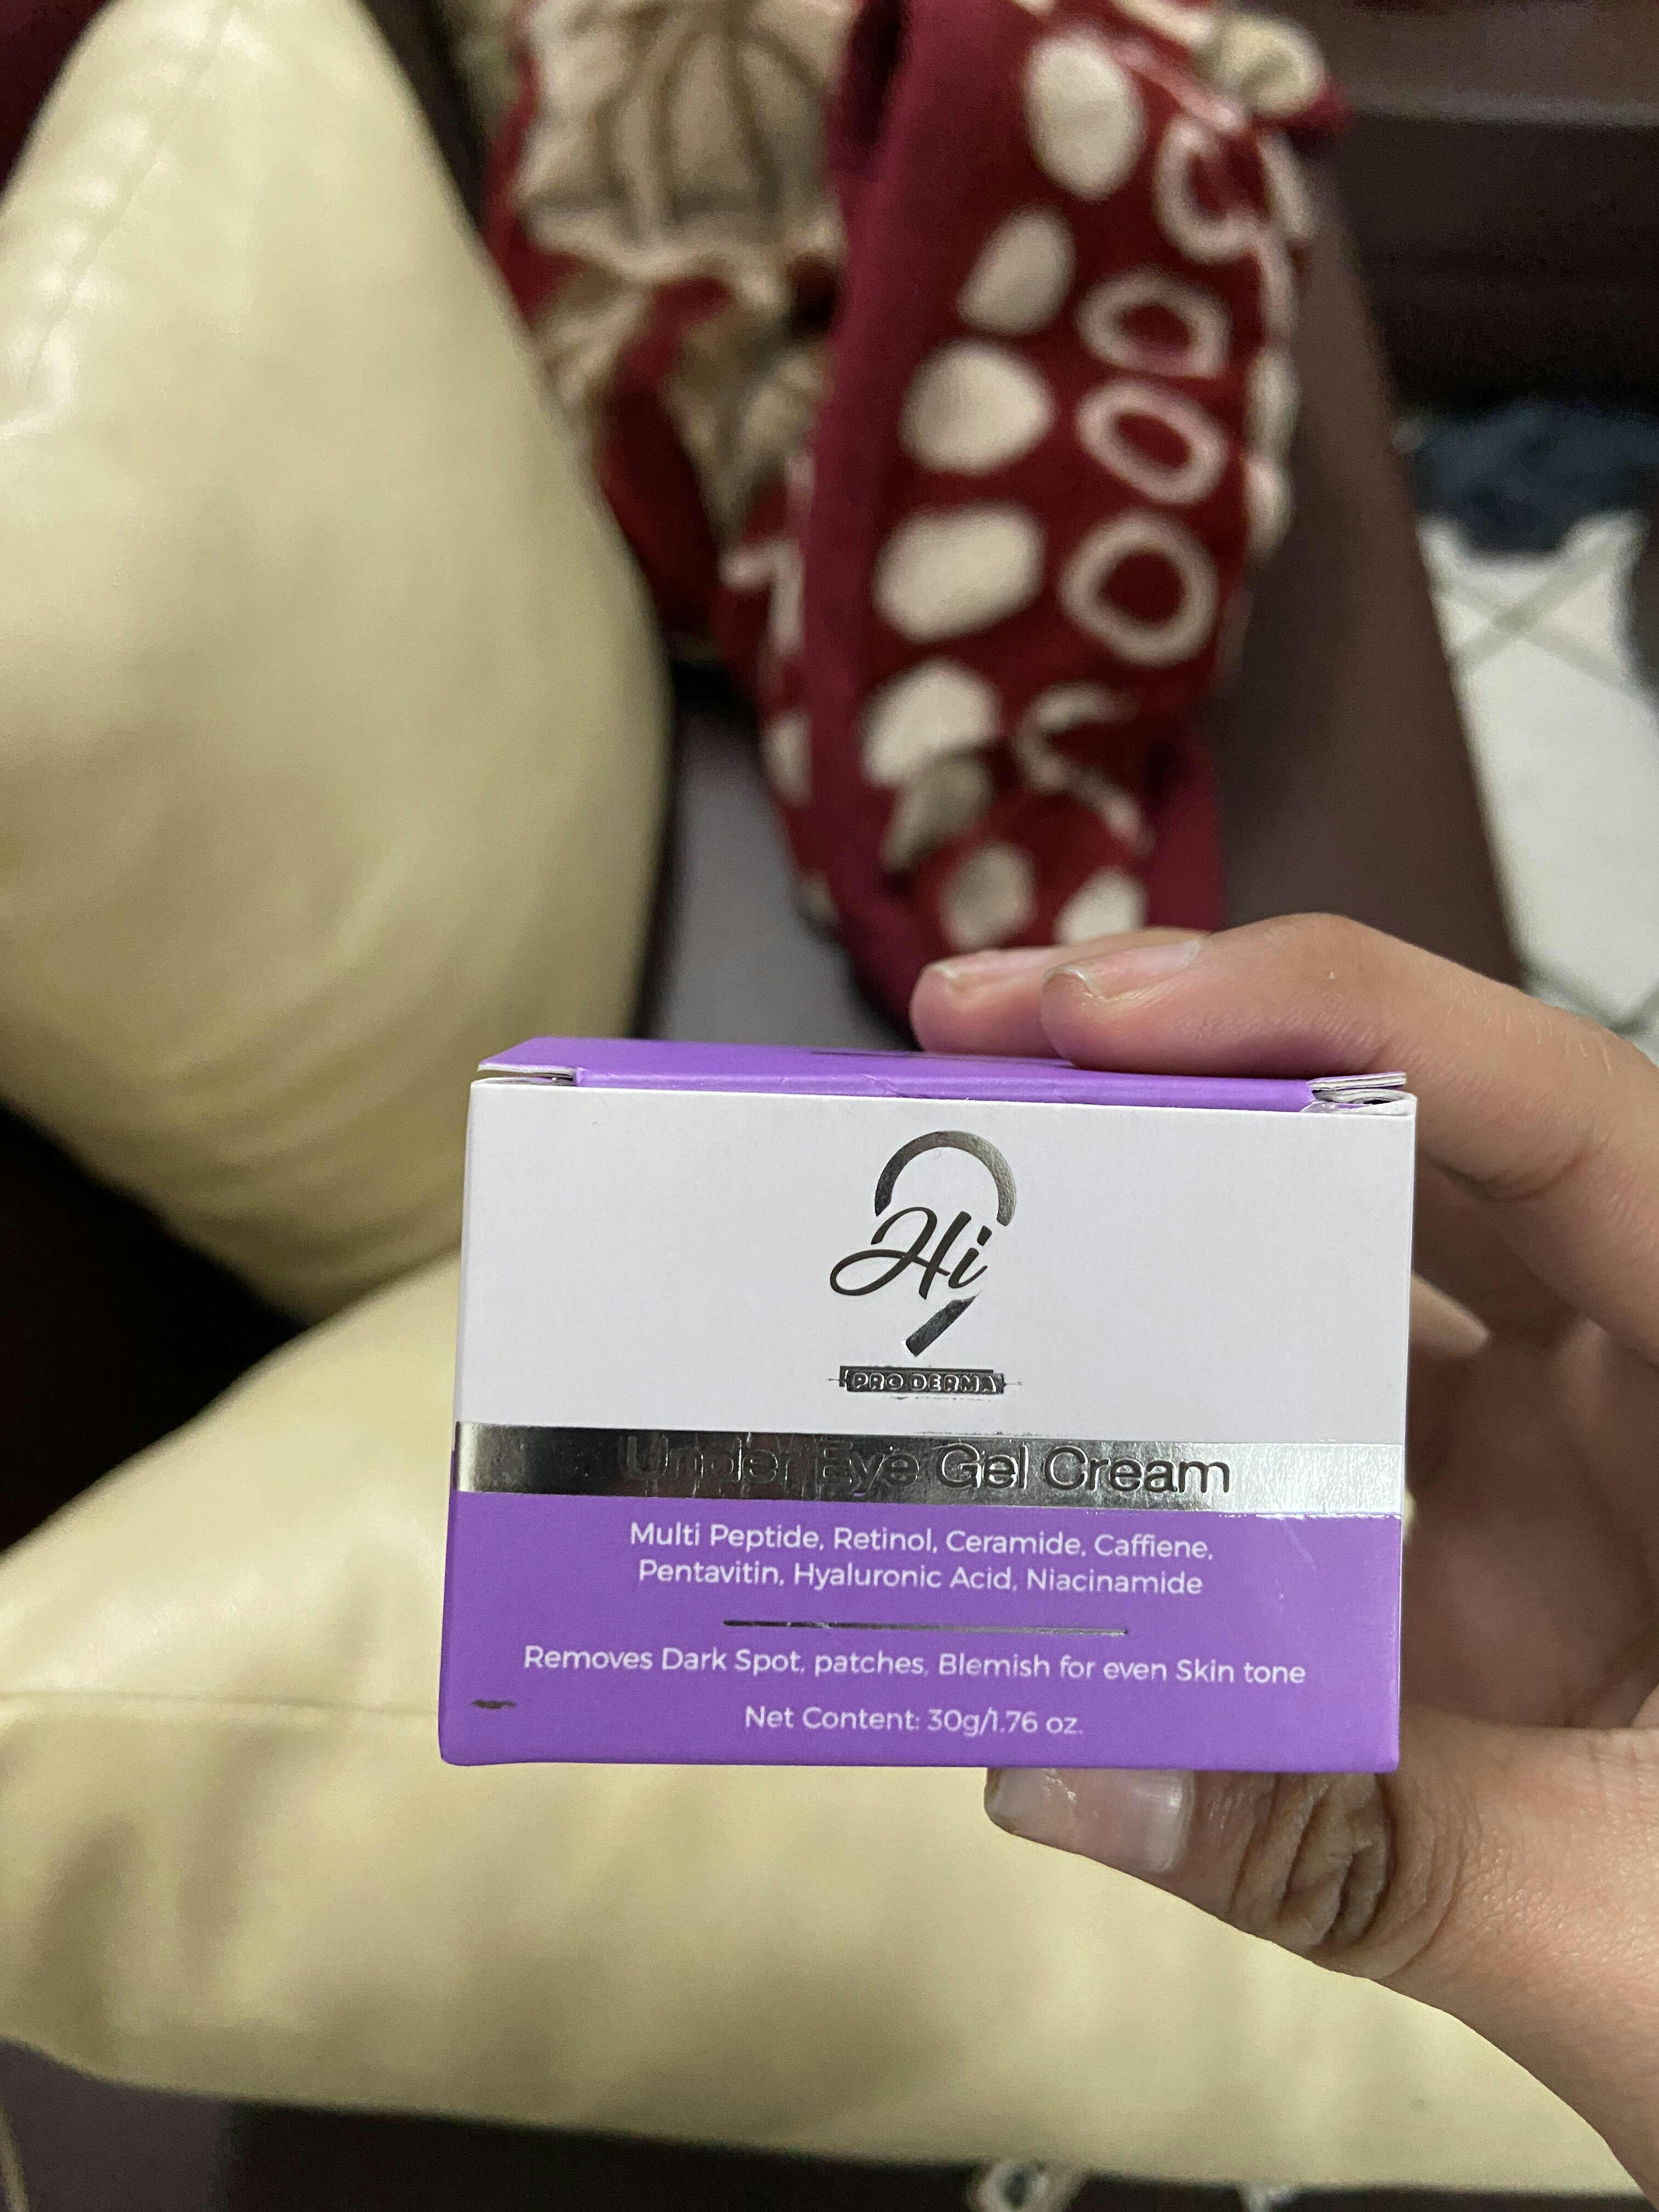 Hi
PRO DERMA
Under Eye Gel Cream
Multi Peptide, Retinol, Ceramide, Caffiene,
Pentavitin, Hyaluronic Acid, Niacinamide
Removes Dark Spot, patches, Blemish for even Skin tone
Net Content: 30g/1.76 oz.